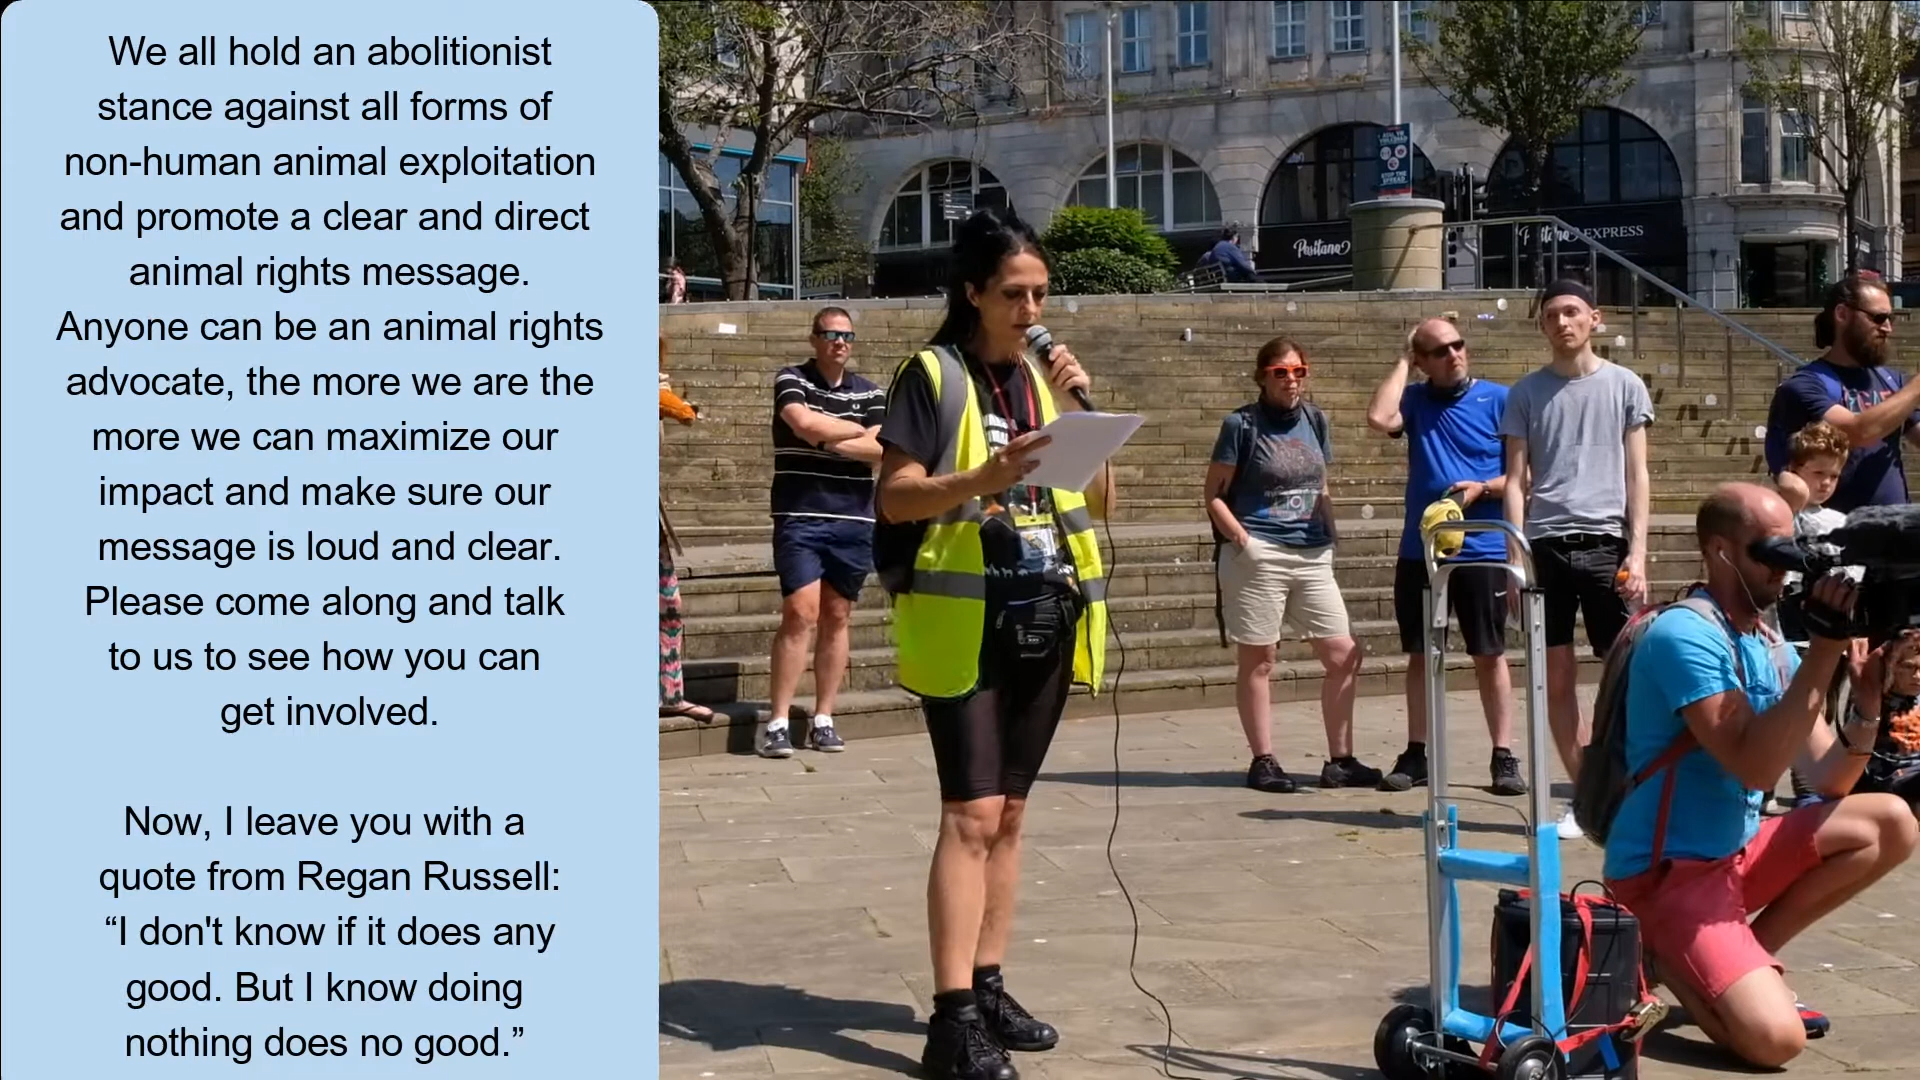 We all hold an abolitionist
stance against all forms of
non-human animal exploitation
and promote a clear and direct
animal rights message.
Anyone can be an animal rights
advocate, the more we are the
more we can maximize our
impact and make sure our
message is loud and clear.
Please come along and talk
to us to see how you can
get involved.
Now, I leave you with a
quote from Regan Russell:
“I don't know if it does any
good. But I know doing
nothing does no good.”
Positano
Positano EXPRESS
STOP THE
SPREAD